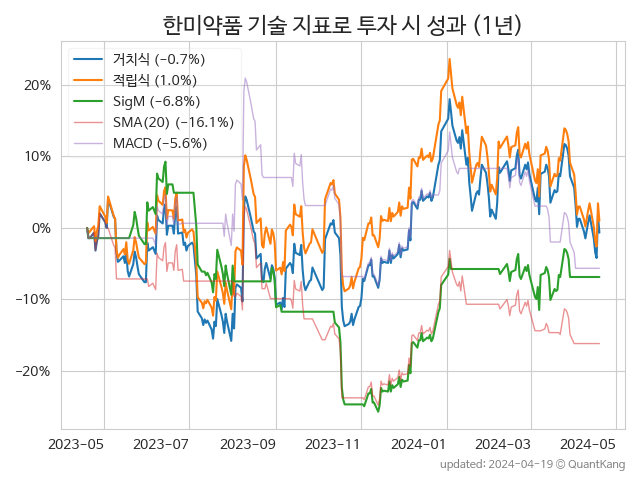 한미약품 기술 지표로 투자 시 성과 (1년)
거치식 (−0.7%)
적립식 (1.0%)
SigM (−6.8%)
SMA(20) (−16.1%)
MACD (−5.6%)
20%
10%
0%
−10%
−20%
2023-05 2023-07 2023-09 2023-11 2024-01 2024-03 2024-05
updated: 2024-04-19 © QuantKang